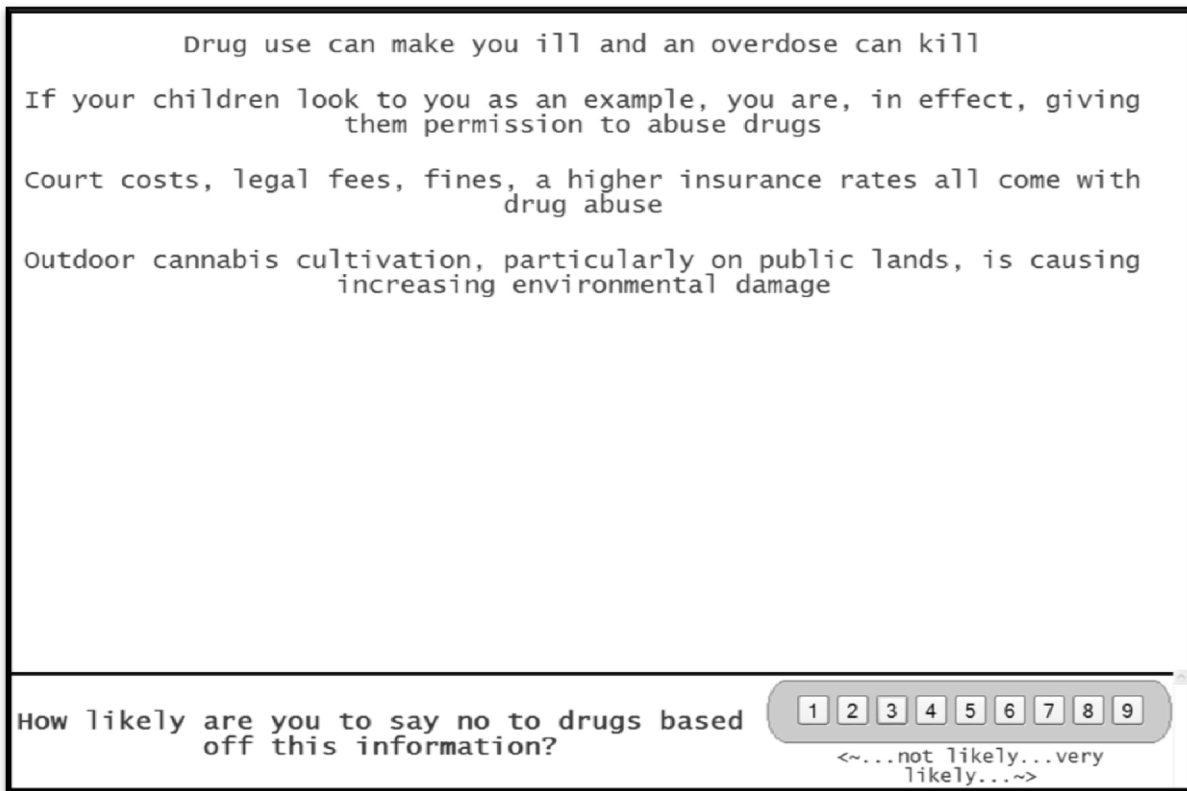 Drug use can make you ill and an overdose can kill
If your children look to you as an example, you are, in effect, giving
them permission to abuse drugs
Court costs, legal fees, fines, a higher insurance rates all come with
drug abuse
Outdoor cannabis cultivation, particularly on public lands, is causing
increasing environmental damage
How likely are you to say no to drugs based
off this information?
1 2 3 4 5 6 7 8 9
<~...not likely...very
likely...~>